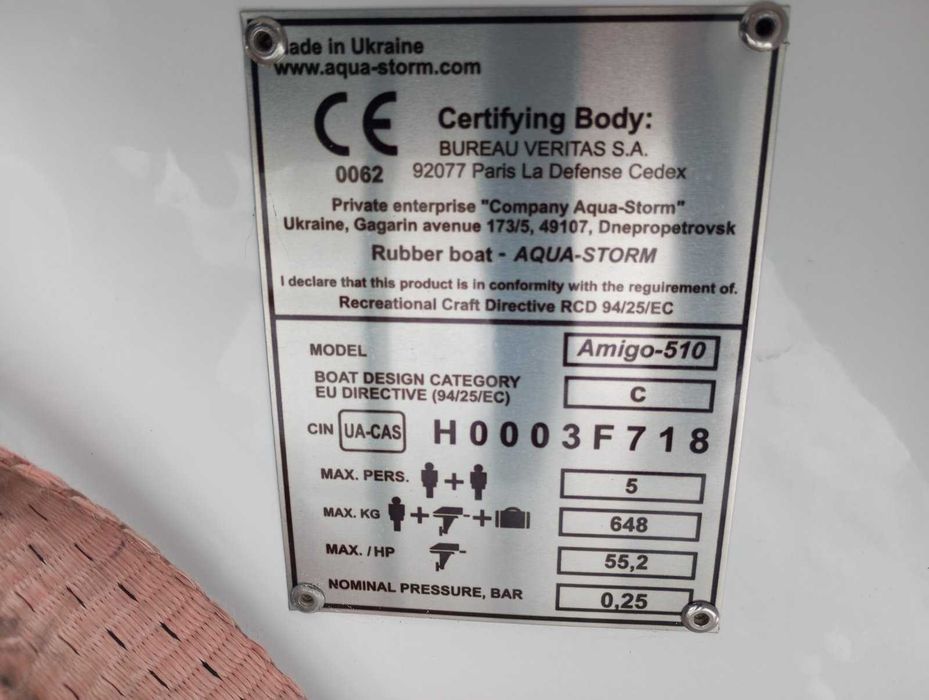 Made in Ukraine
www.aqua-storm.com
CE
0062
Certifying Body:
BUREAU VERITAS S.A.
92077 Paris La Defense Cedex
Private enterprise "Company Aqua-Storm"
Ukraine, Gagarin avenue 173/5, 49107, Dnepropetrovsk
Rubber boat - AQUA-STORM
I declare that this product is in conformity with the reguirement of.
Recreational Craft Directive RCD 94/25/EC
MODEL Amigo-510
BOAT DESIGN CATEGORY
EU DIRECTIVE (94/25/EC) C
CIN UA-CAS H0003F718
MAX. PERS. + 5
MAX. KG + + 648
MAX. /HP 55,2
NOMINAL PRESSURE, BAR 0,25